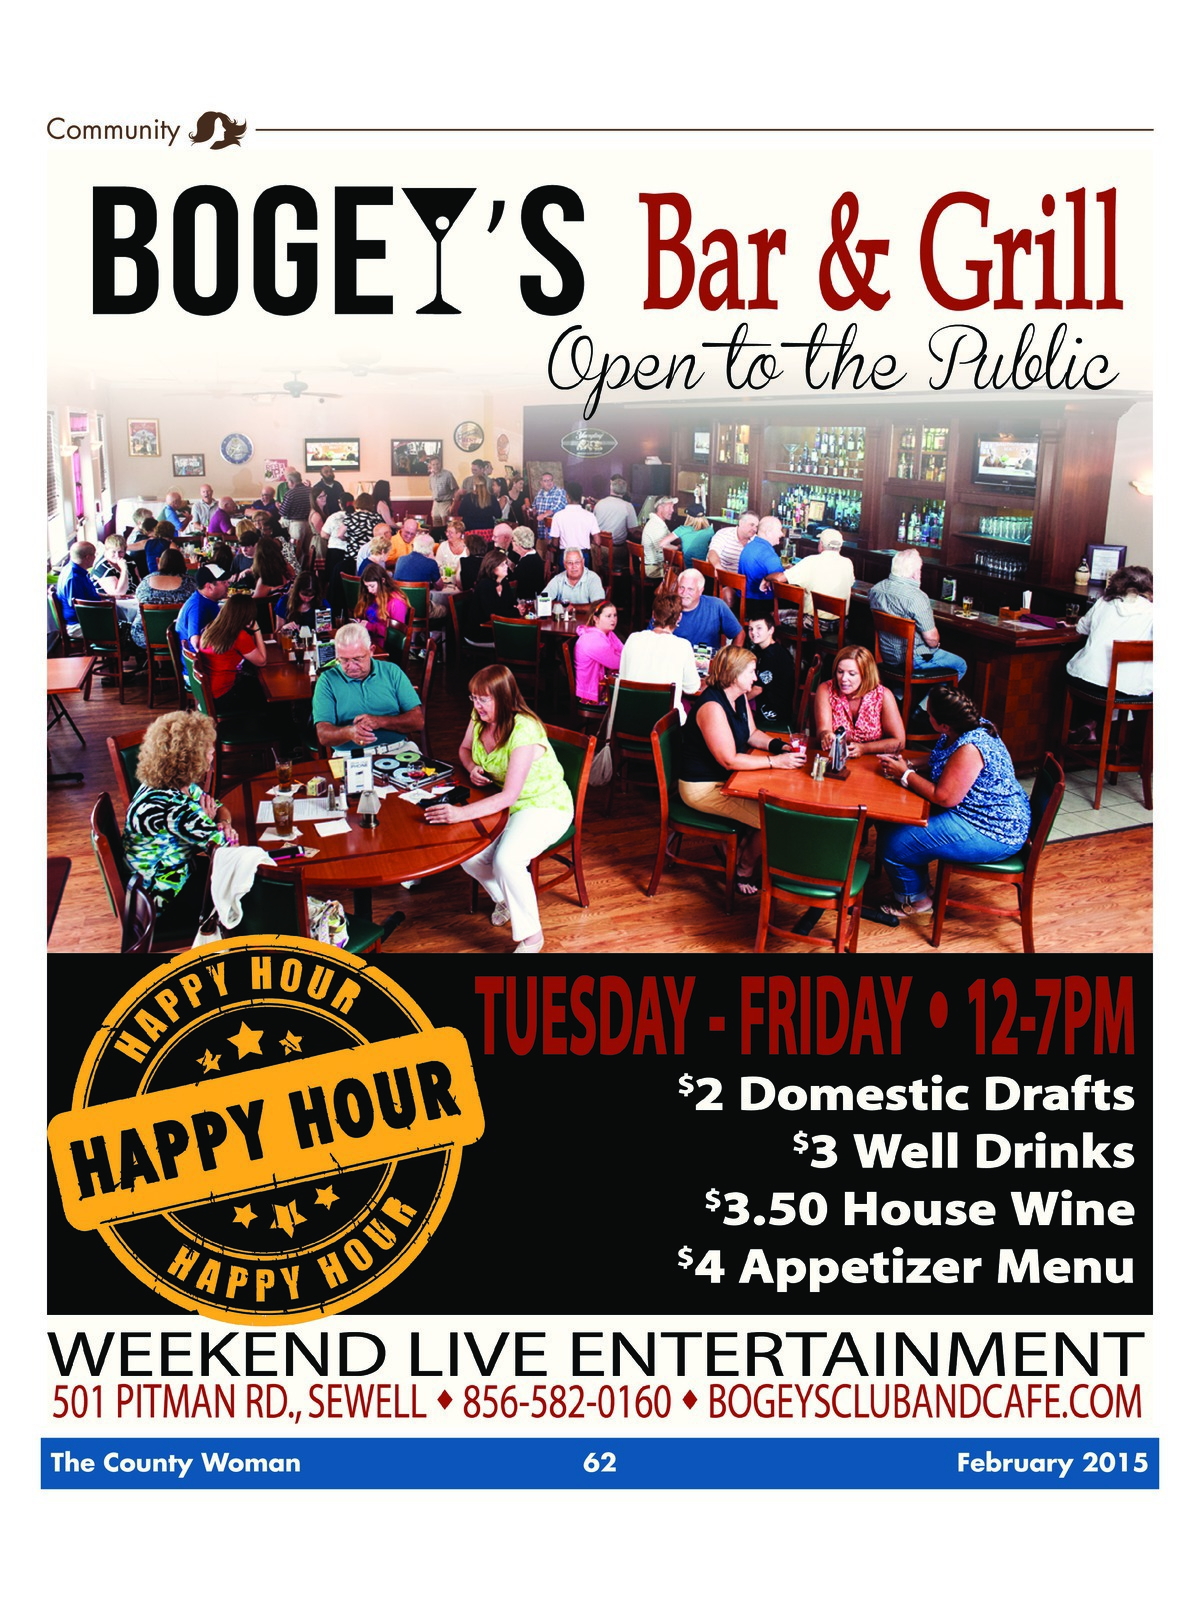 Community
BOGEY'S Bar & Grill
Open to the Public
HAPPY HOUR
HAPPY HOUR
HAPPY HOUR
TUESDAY - FRIDAY • 12-7PM
$2 Domestic Drafts
$3 Well Drinks
$3.50 House Wine
$4 Appetizer Menu
WEEKEND LIVE ENTERTAINMENT
501 PITMAN RD., SEWELL ♦ 856-582-0160 ♦ BOGEYSCLUBANDCAFE.COM
The County Woman 62 February 2015